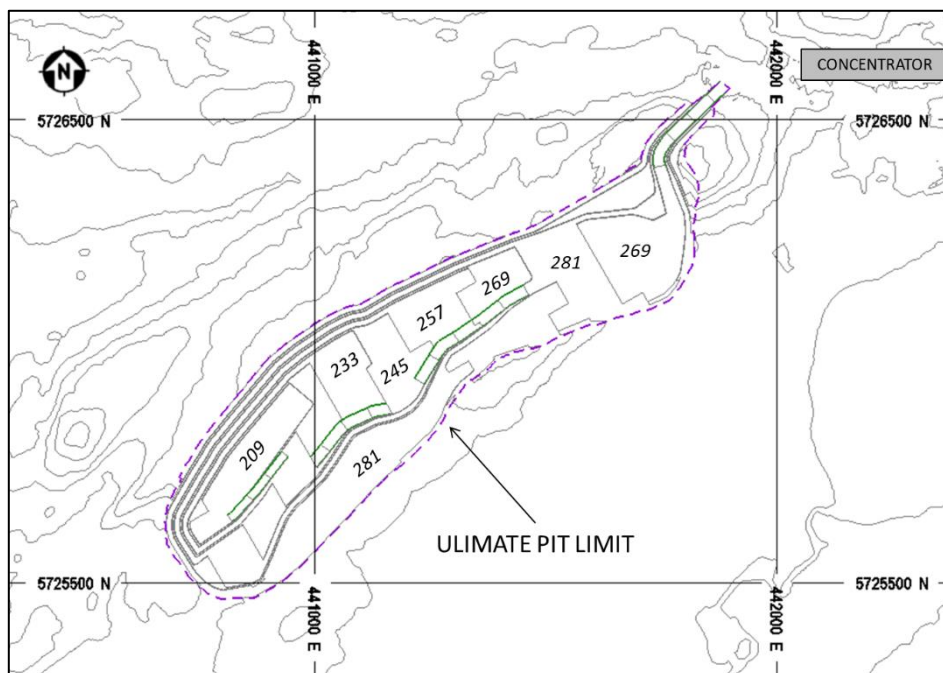 N
441000 E
442000 E
CONCENTRATOR
5726500 N
5726500 N
269
281
269
257
233
245
209
281
ULIMATE PIT LIMIT
5725500 N
5725500 N
441000 E
442000 E